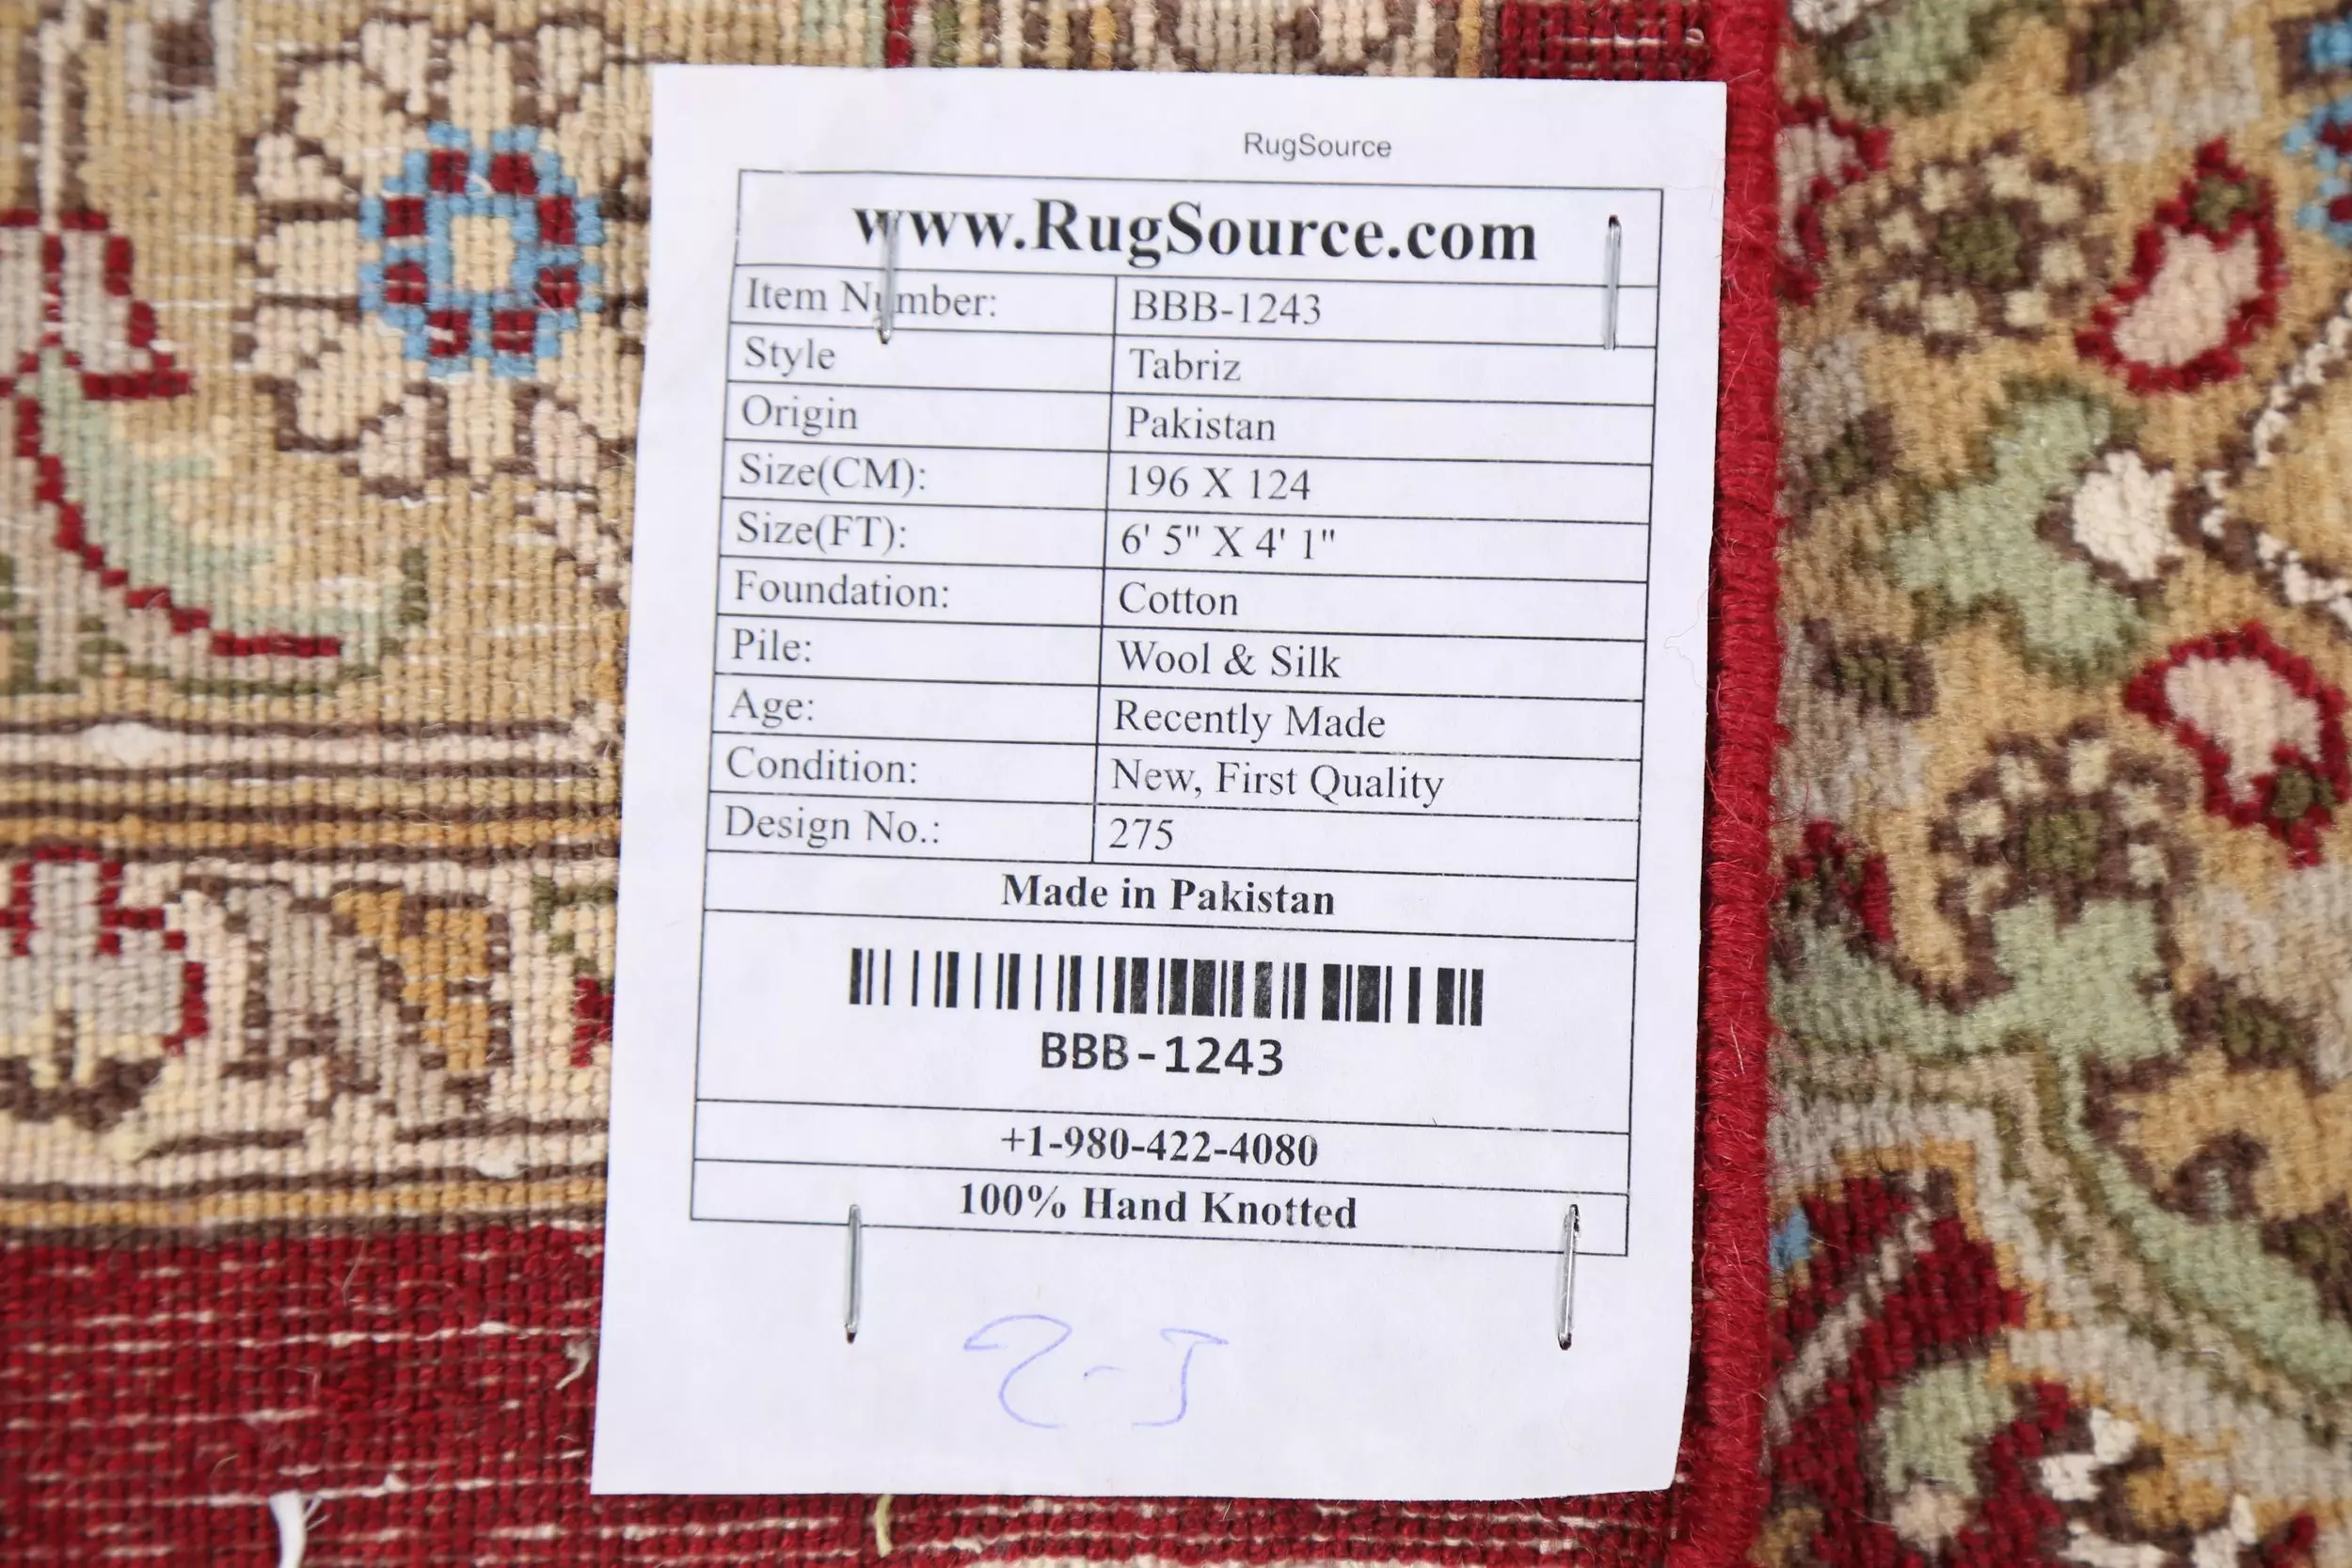 RugSource
www.RugSource.com
Item Number: BBB-1243
Style Tabriz
Origin Pakistan
Size(CM): 196 X 124
Size(FT): 6' 5" X 4' 1"
Foundation: Cotton
Pile: Wool & Silk
Age: Recently Made
Condition: New, First Quality
Design No.: 275
Made in Pakistan
BBB-1243
+1-980-422-4080
100% Hand Knotted